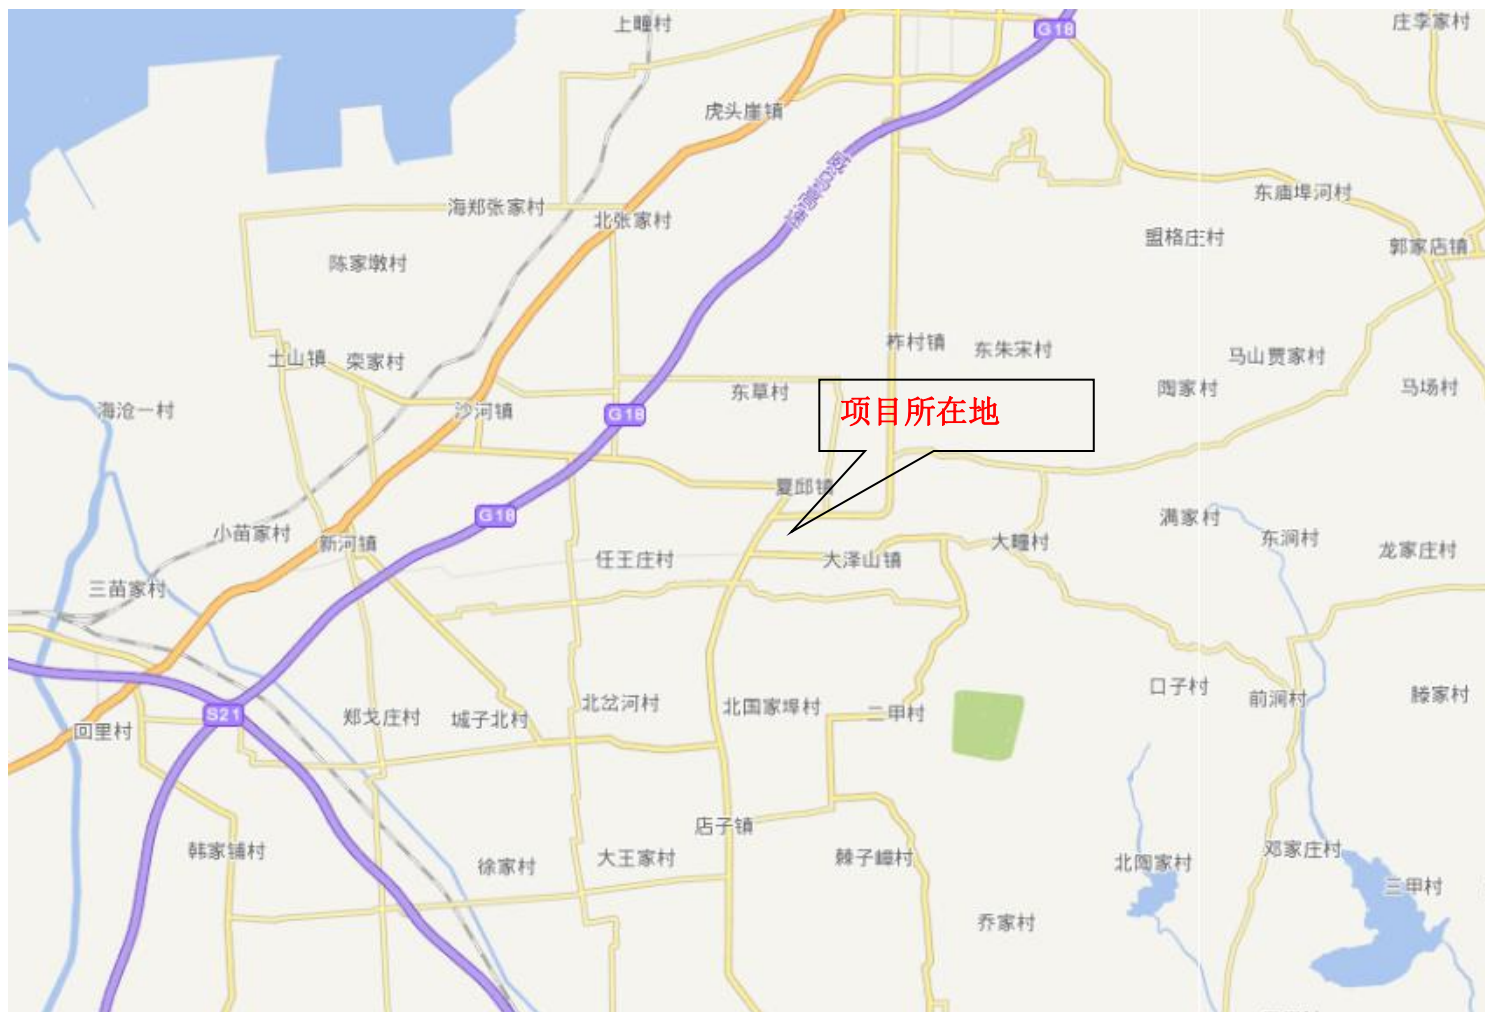 上疃村
G18
庄李家村
虎头崖镇
威乌高速
东庙埠河村
海郑张家村
北张家村
盟格庄村
郭家店镇
陈家墩村
柞村镇
东朱宋村
土山镇
栾家村
马山贾家村
东草村
陶家村
马场村
海沧一村
沙河镇
G18
项目所在地
夏邱镇
G18
满家村
小苗家村
新河镇
大疃村
东涧村
龙家庄村
任王庄村
大泽山镇
三苗家村
口子村
前涧村
滕家村
北岔河村
北国家埠村
二甲村
S21
郑戈庄村
城子北村
回里村
店子镇
韩家铺村
徐家村
大王家村
棘子嶂村
北陶家村
邓家庄村
三甲村
乔家村